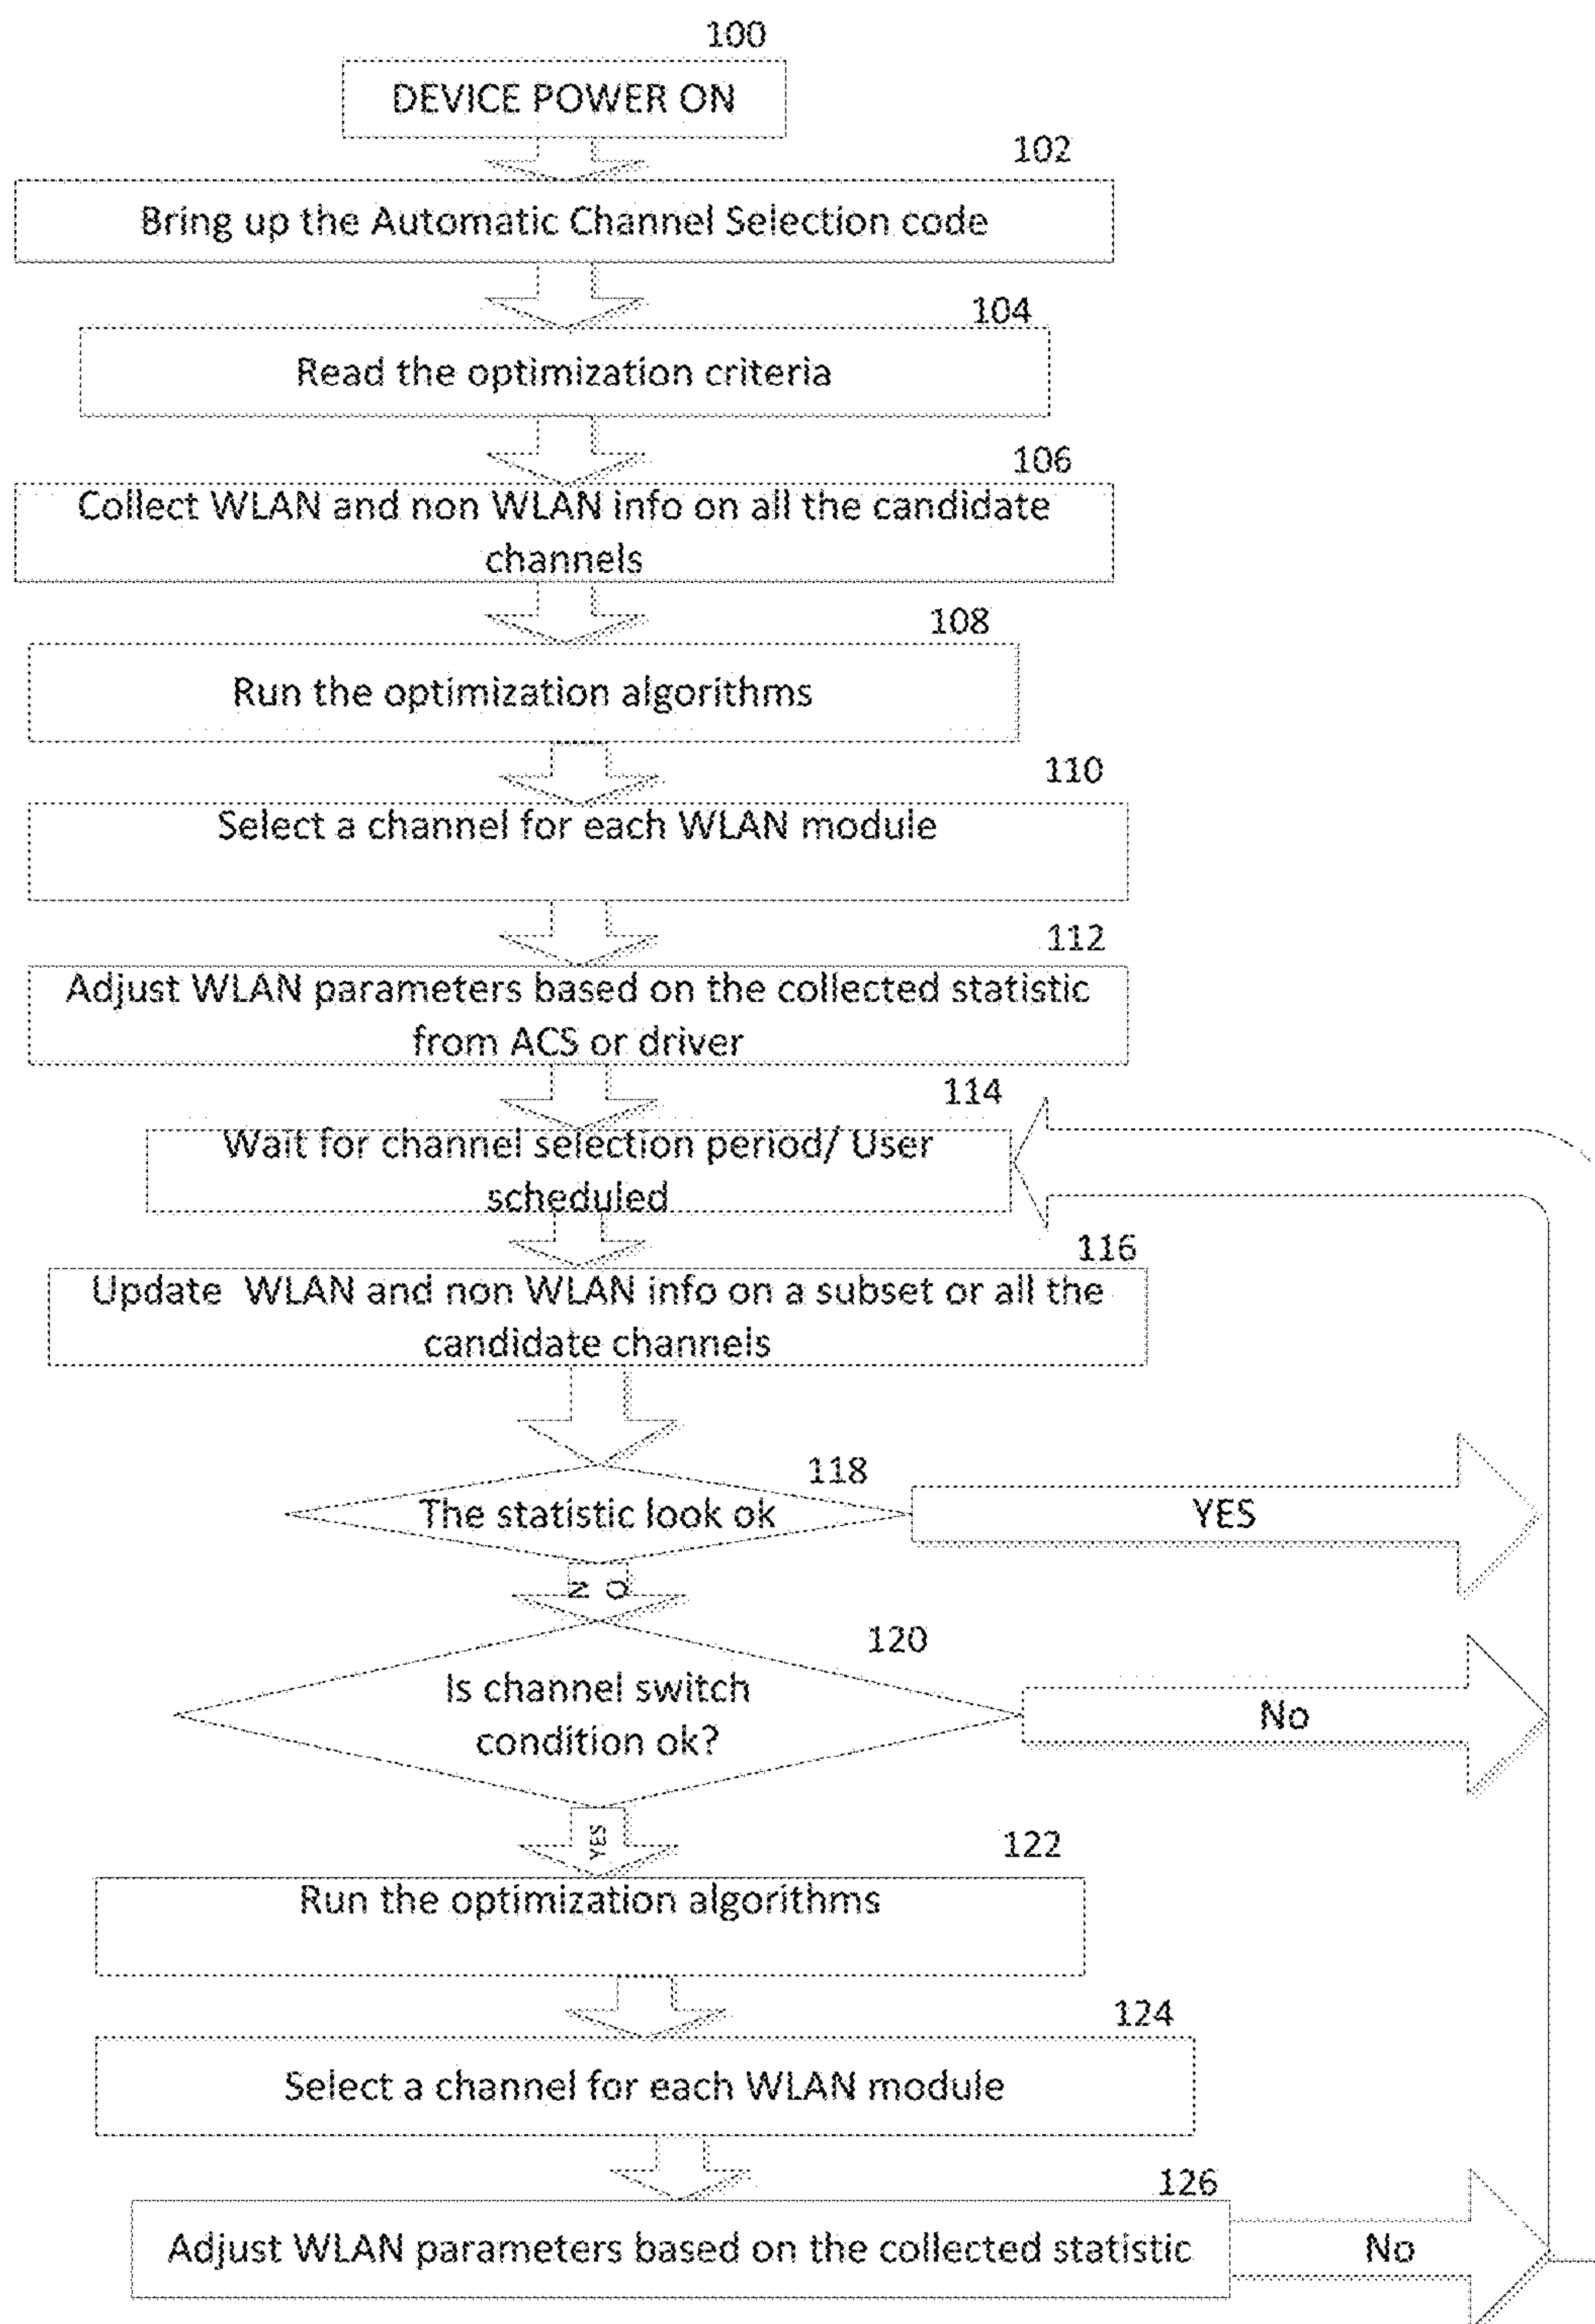 100
DEVICE POWER ON
102
Bring up the Automatic Channel Selection code
104
Read the optimization criteria
106
Collect WLAN and non WLAN info on all the candidate
channels
108
Run the optimization algorithms
110
Select a channel for each WLAN module
112
Adjust WLAN parameters based on the collected statistic
from ACS or driver
114
Wait for channel selection period/ User
scheduled
116
Update WLAN and non WLAN info on a subset or all the
candidate channels
118
The statistic look ok
YES
NO
120
Is channel switch
condition ok?
No
YES
122
Run the optimization algorithms
124
Select a channel for each WLAN module
126
Adjust WLAN parameters based on the collected statistic
No